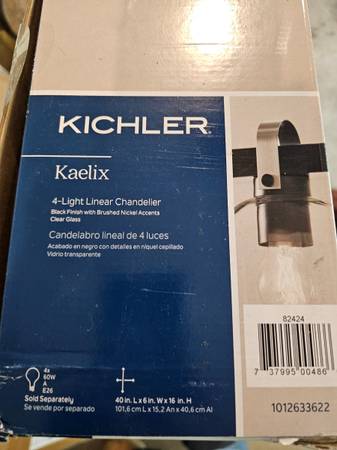 KICHLER®
Kaelix
4-Light Linear Chandelier
Black Finish with Brushed Nickel Accents
Clear Glass
Candelabro lineal de 4 luces
Acabado en negro con detalles en níquel cepillado
Vidrio transparente
82424
7 37995 00486
4x
60W
A
E26
Sold Separately
Se vende por separado
40 in. L x 6 in. W x 16 in. H
101,6 cm L x 15,2 An x 40,6 cm Al
1012633622